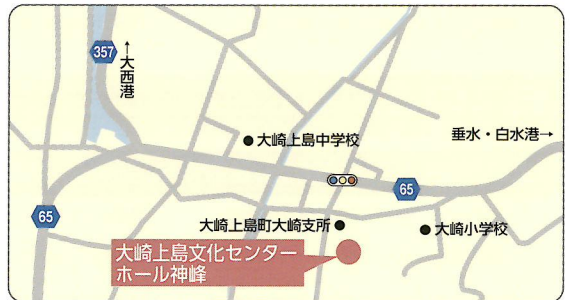 357
↑大西港
大崎上島中学校
垂水・白水港→
65
65
大崎上島町大崎支所
大崎小学校
大崎上島文化センター
ホール神峰